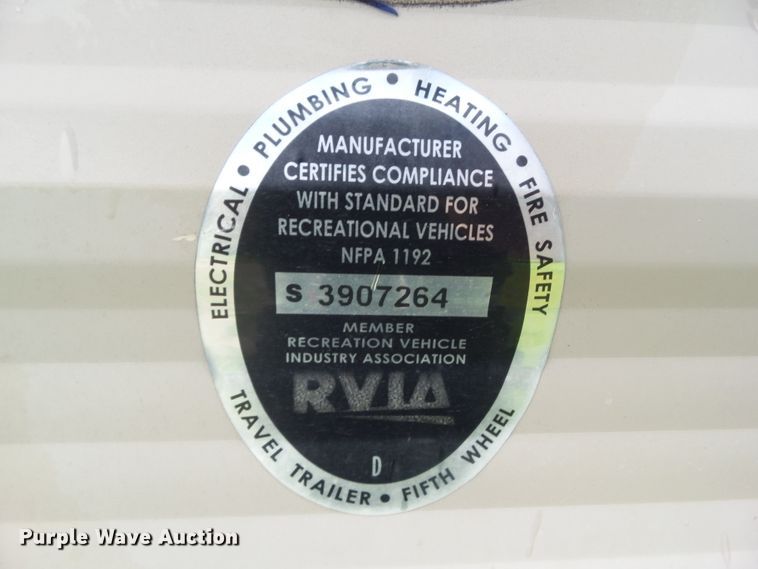 ELECTRICAL • PLUMBING • HEATING • FIRE SAFETY
MANUFACTURER
CERTIFIES COMPLIANCE
WITH STANDARD FOR
RECREATIONAL VEHICLES
NFPA 1192
S 3907264
MEMBER
RECREATION VEHICLE
INDUSTRY ASSOCIATION
RVIA
D
TRAVEL TRAILER • FIFTH WHEEL
Purple Wave Auction